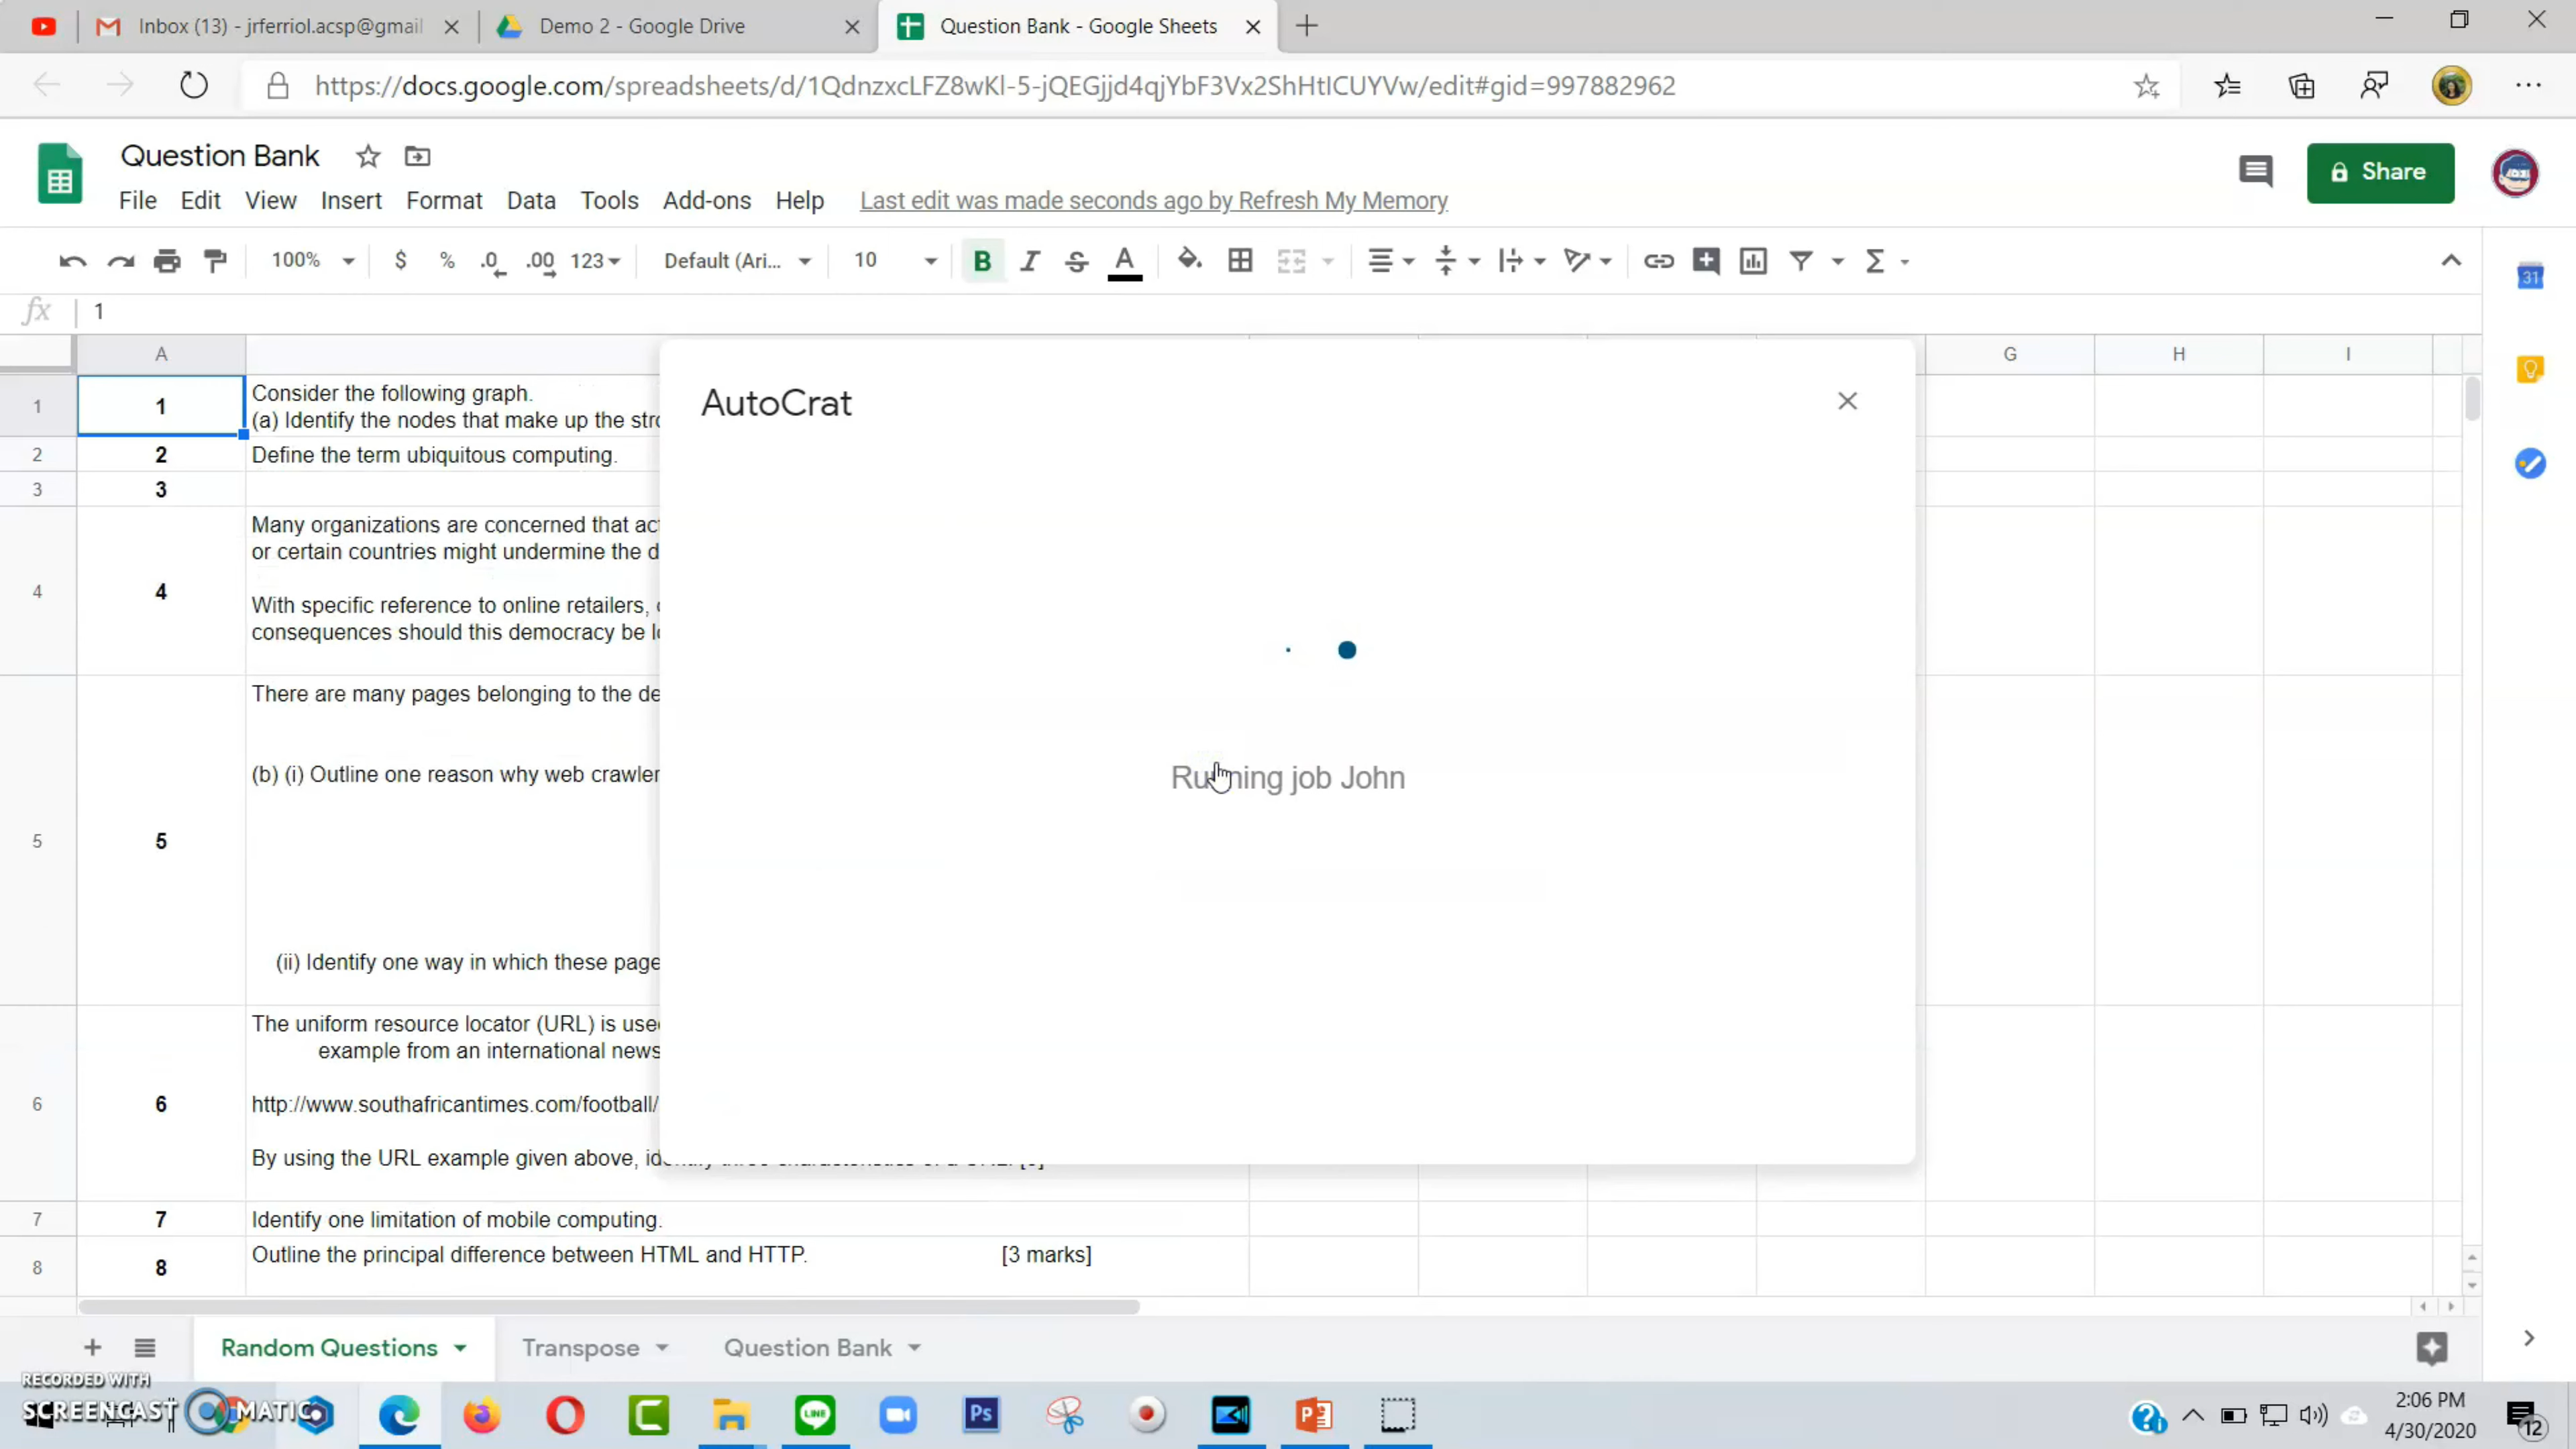 Inbox (13) - jrferriol.acsp@gmail
Demo 2 - Google Drive
Question Bank - Google Sheets
https://docs.google.com/spreadsheets/d/1QdnzxcLFZ8wKl-5-jQEGjjd4qjYbF3Vx2ShHtICUYVw/edit#gid=997882962
Question Bank
File Edit View Insert Format Data Tools Add-ons Help Last edit was made seconds ago by Refresh My Memory
Share
100% $ % .0 .00 123 Default (Ari... 10 B I S A Σ
31
fx 1
A G H I
1 1 Consider the following graph.
(a) Identify the nodes that make up the
2 2 Define the term ubiquitous computing.
3 3
Many organizations are concerned that
or certain countries might undermine the
4 4
With specific reference to online retailers,
consequences should this democracy be
There are many pages belonging to the
(b) (i) Outline one reason why web crawler
5 5
(ii) Identify one way in which these page
The uniform resource locator (URL) is
example from an international news
6 6
http://www.southafricantimes.com/football/
By using the URL example given above,
7 7 Identify one limitation of mobile computing.
8 8 Outline the principal difference between HTML and HTTP. [3 marks]
AutoCrat
Running job John
Random Questions Transpose Question Bank
RECORDED WITH
SCREENCAST MATIC
LINE
Ps
P
2:06 PM
4/30/2020
12